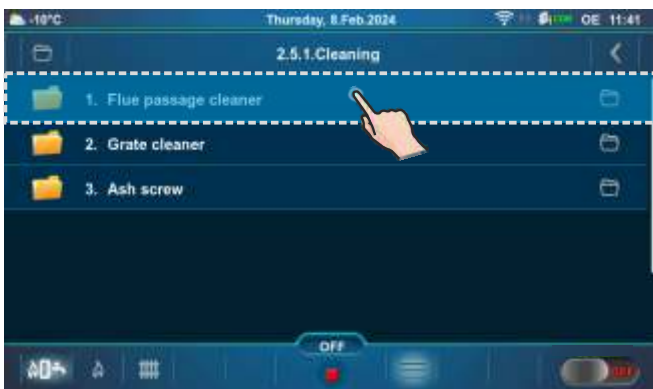 -10°C Thursday, 8.Feb.2024 OE 11:41
2.5.1.Cleaning
1. Flue passage cleaner
2. Grate cleaner
3. Ash screw
OFF
OFF